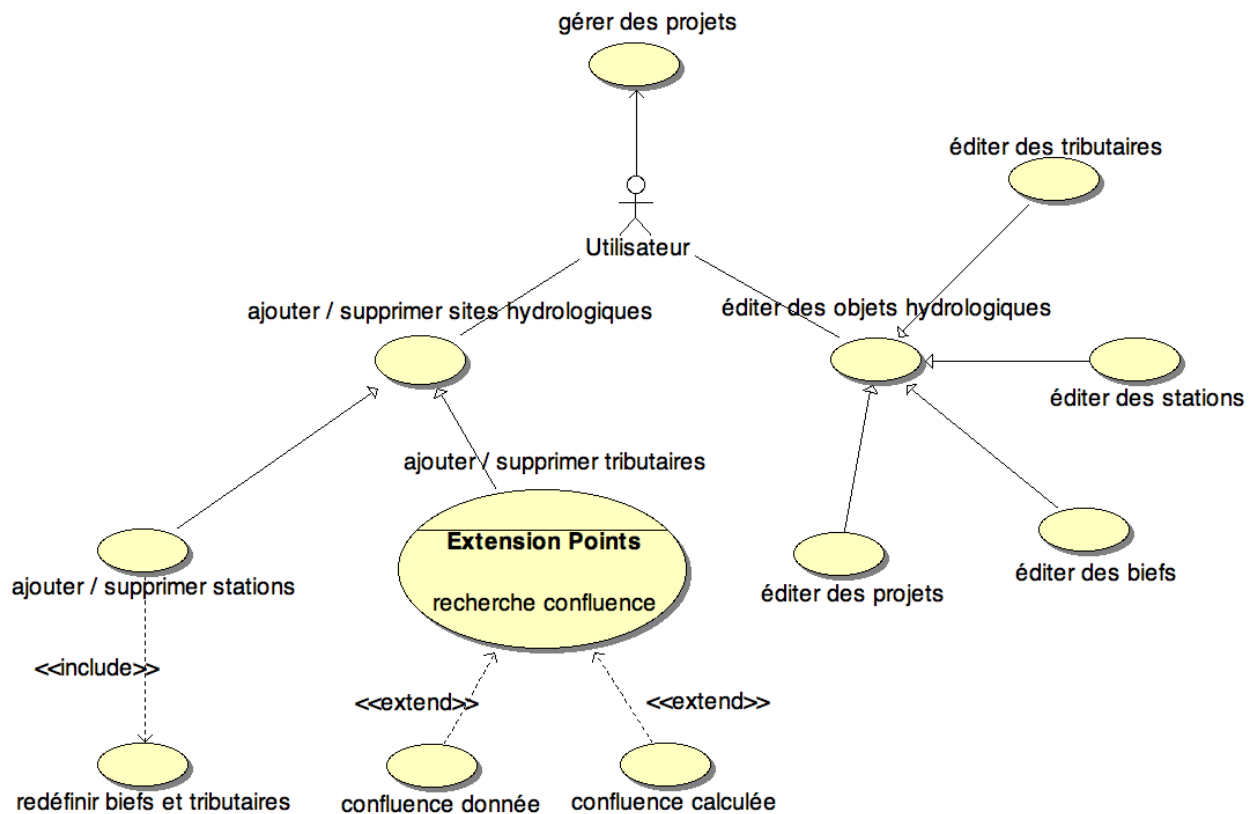 gérer des projets
éditer des tributaires
Utilisateur
ajouter / supprimer sites hydrologiques
éditer des objets hydrologiques
éditer des stations
ajouter / supprimer tributaires
Extension Points
recherche confluence
ajouter / supprimer stations
éditer des projets
éditer des biefs
<<include>>
<<extend>>
<<extend>>
redéfinir biefs et tributaires
confluence donnée
confluence calculée